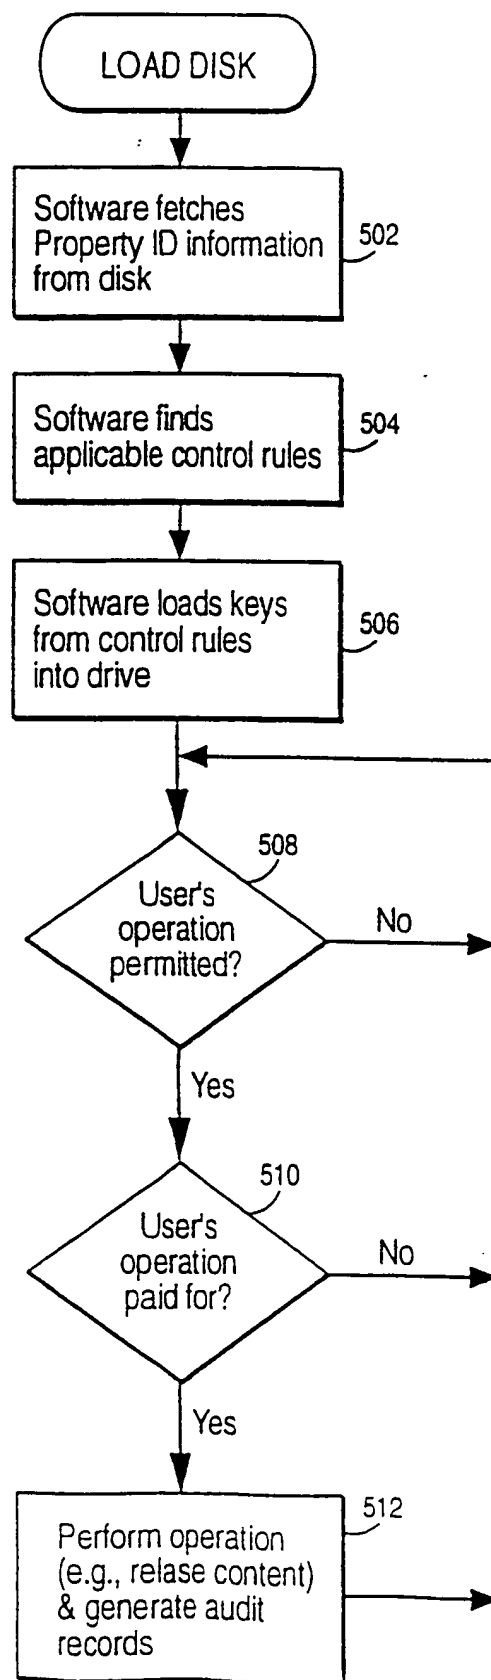 LOAD DISK
Software fetches
Property ID information
from disk
502
Software finds
applicable control rules
504
Software loads keys
from control rules
into drive
506
508
User's
operation
permitted?
No
Yes
510
User's
operation
paid for?
No
Yes
512
Perform operation
(e.g., relase content)
& generate audit
records